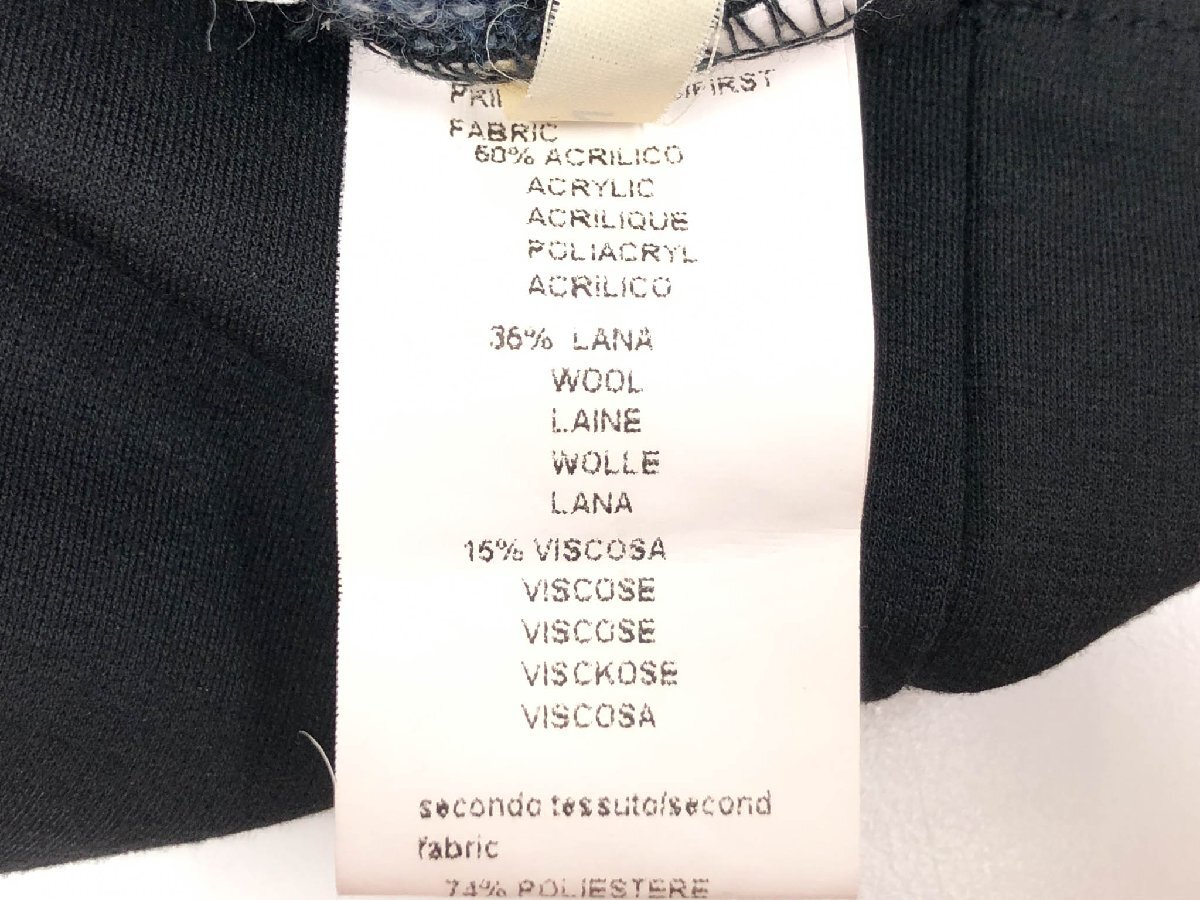 FIRST
FABRIC
60% ACRILICO
ACRYLIC
ACRILIQUE
POLIACRYL
ACRILICO
36% LANA
WOOL
LAINE
WOLLE
LANA
15% VISCOSA
VISCOSE
VISCOSE
VISCKOSE
VISCOSA
secondo tessuto/second
fabric
74% POLIESTERE